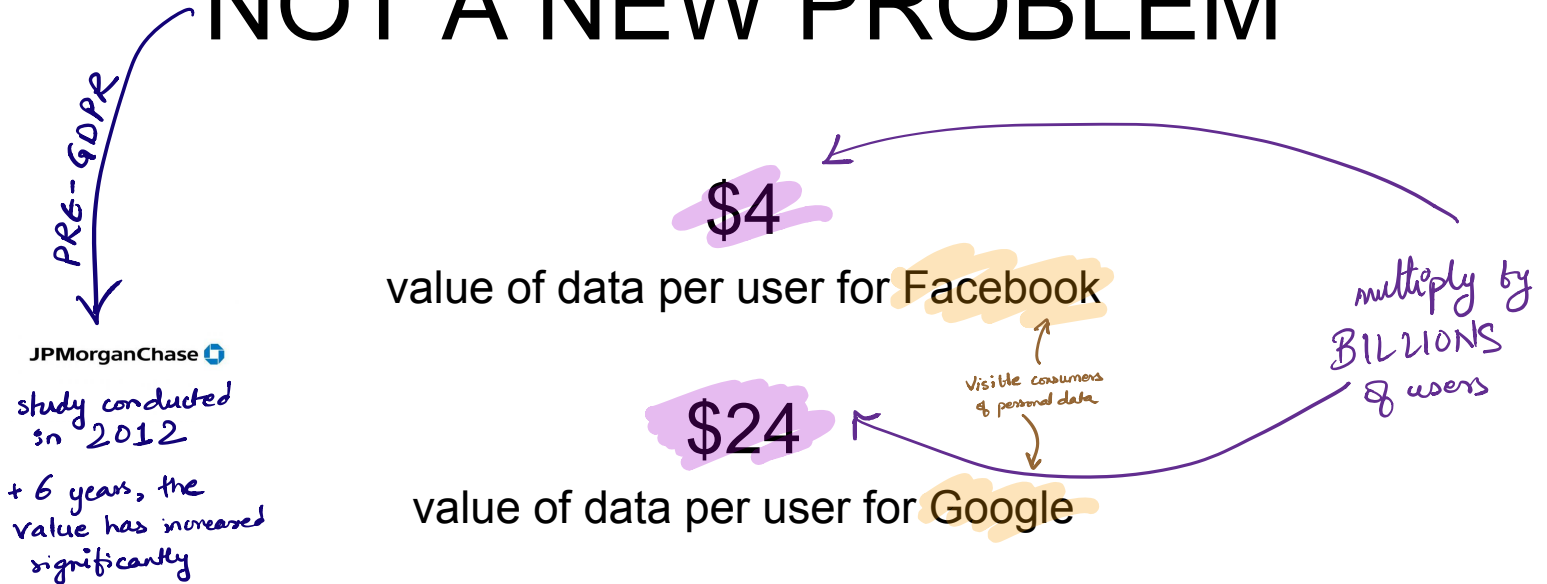 NOT A NEW PROBLEM
PRE-GDPR
$4
value of data per user for Facebook
multiply by
BILLIONS
of users
JPMorganChase
study conducted
in 2012
+ 6 years, the
value has increased
significantly
Visible consumers
of personal data
$24
value of data per user for Google